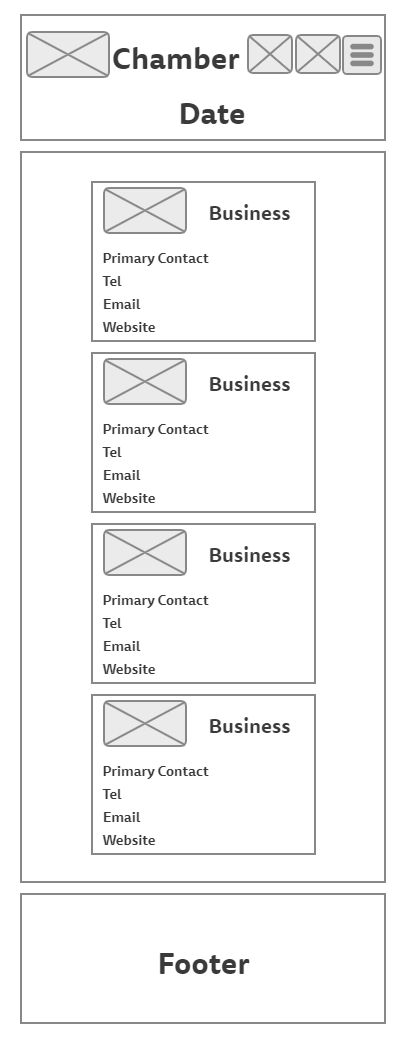 Chamber
Date
Business
Primary Contact
Tel
Email
Website
Business
Primary Contact
Tel
Email
Website
Business
Primary Contact
Tel
Email
Website
Business
Primary Contact
Tel
Email
Website
Footer